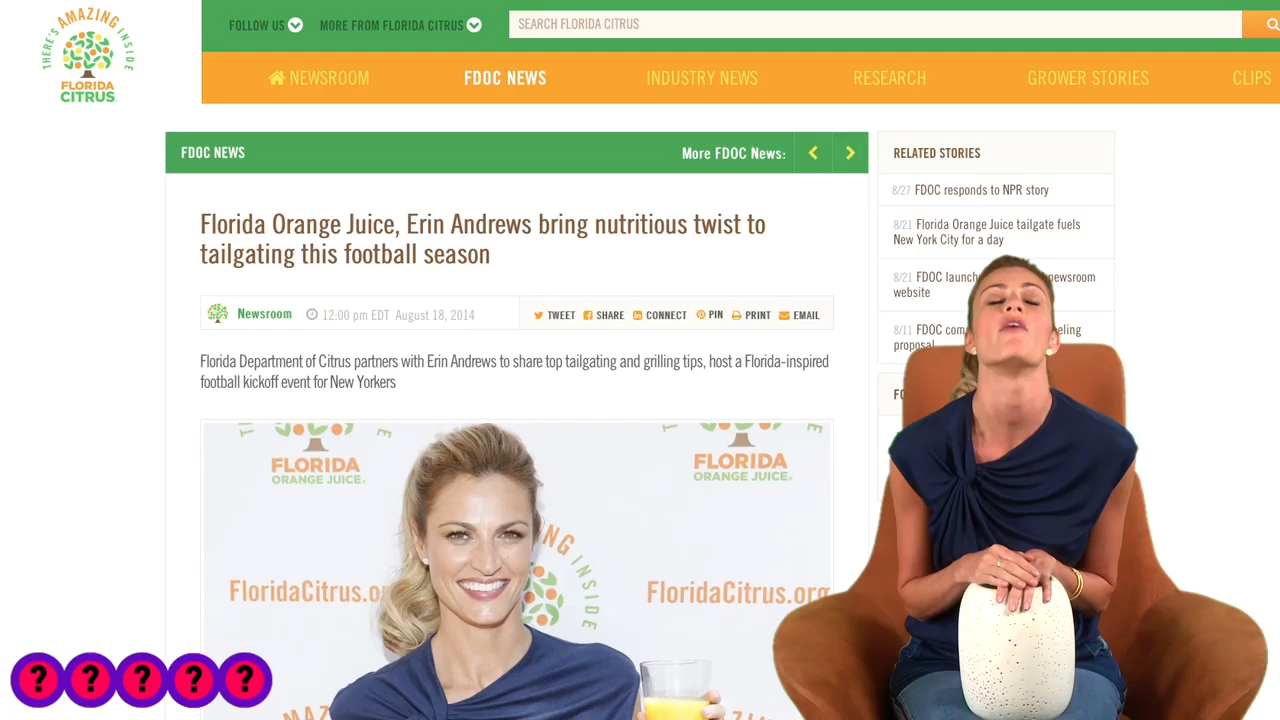 THERE'S AMAZING INSIDE
FLORIDA
CITRUS
FOLLOW US
MORE FROM FLORIDA CITRUS
SEARCH FLORIDA CITRUS
NEWSROOM
FDOC NEWS
INDUSTRY NEWS
RESEARCH
GROWER STORIES
CLIPS
FDOC NEWS
More FDOC News:
Florida Orange Juice, Erin Andrews bring nutritious twist to
tailgating this football season
Newsroom
12:00 pm EDT August 18, 2014
TWEET
SHARE
CONNECT
PIN
PRINT
EMAIL
Florida Department of Citrus partners with Erin Andrews to share top tailgating and grilling tips, host a Florida-inspired
football kickoff event for New Yorkers
FLORIDA
ORANGE JUICE
FLORIDA
ORANGE JUICE
AMAZING INSIDE
FloridaCitrus.o
FloridaCitrus.org
RELATED STORIES
8/27 FDOC responds to NPR story
8/21 Florida Orange Juice tailgate fuels
New York City for a day
8/21 FDOC launch newsroom
website
8/11 FDOC com eling
proposal
? ? ? ? ?